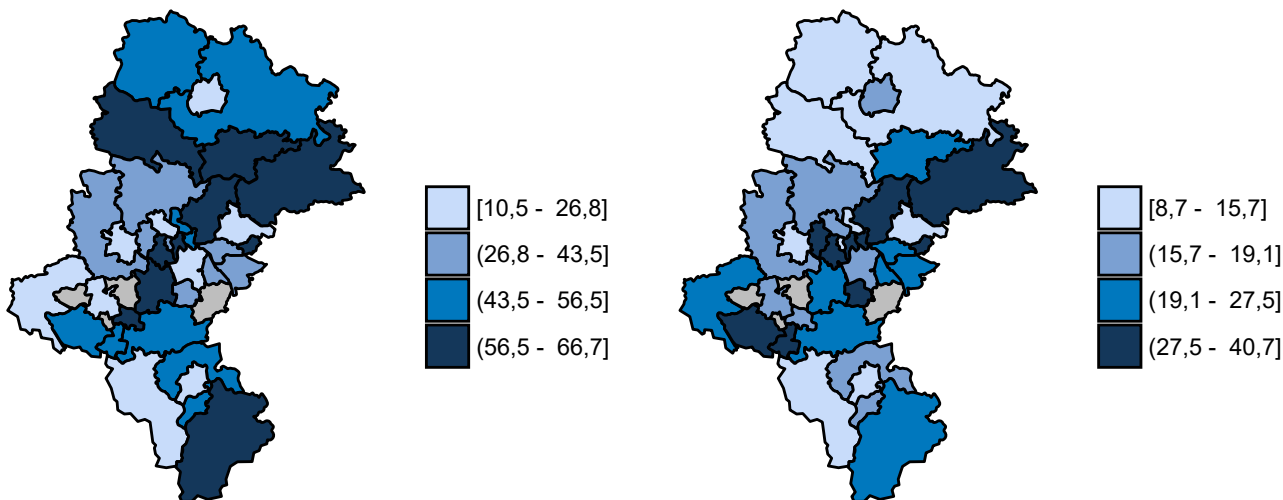 [10,5 - 26,8]
(26,8 - 43,5]
(43,5 - 56,5]
(56,5 - 66,7]
[8,7 - 15,7]
(15,7 - 19,1]
(19,1 - 27,5]
(27,5 - 40,7]